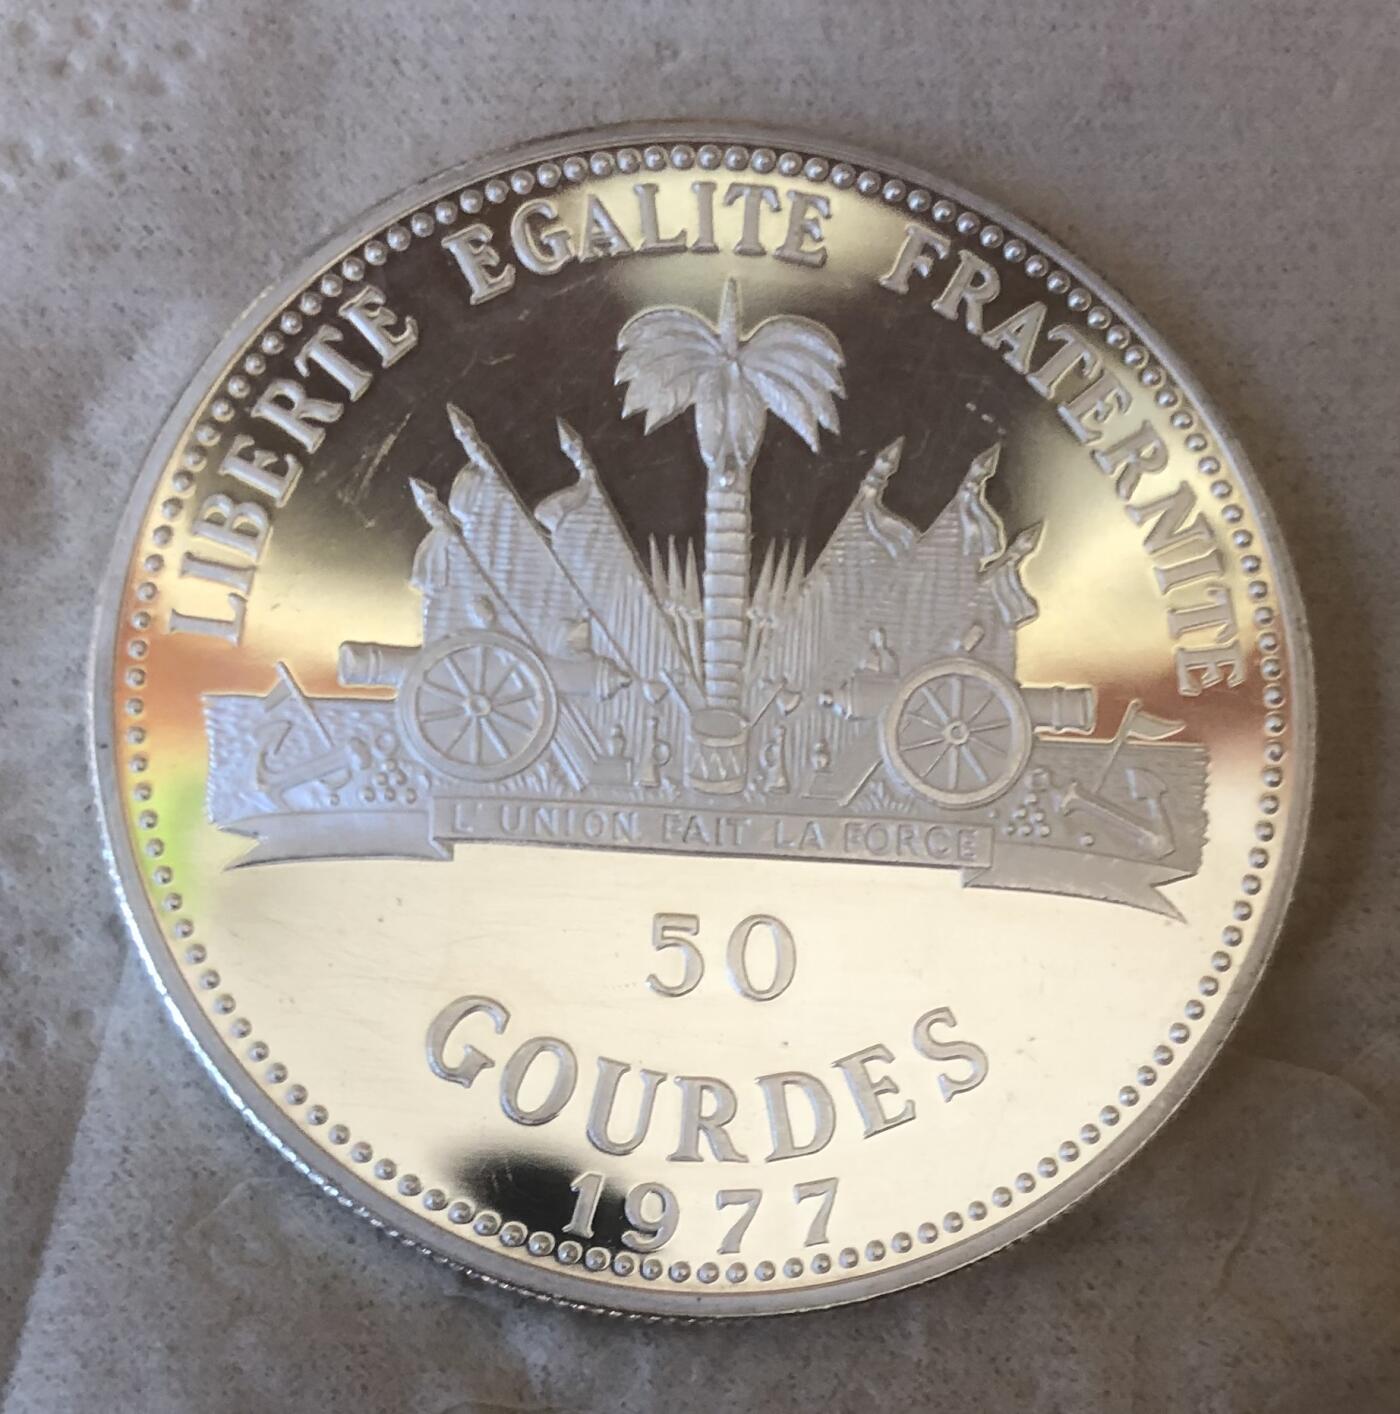 LIBERTE EGALITE FRATERNITE
L' UNION FAIT LA FORCE
50
GOURDES
1977